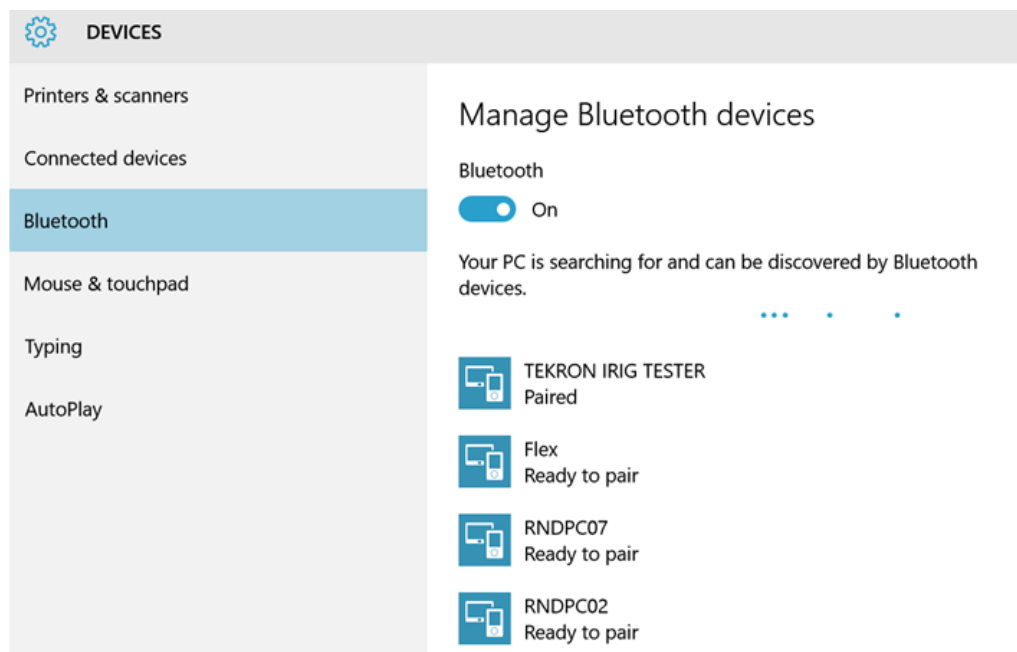 DEVICES
Printers & scanners
Connected devices
Bluetooth
Mouse & touchpad
Typing
AutoPlay
Manage Bluetooth devices
Bluetooth
On
Your PC is searching for and can be discovered by Bluetooth
devices.
TEKRON IRIG TESTER
Paired
Flex
Ready to pair
RNDPC07
Ready to pair
RNDPC02
Ready to pair